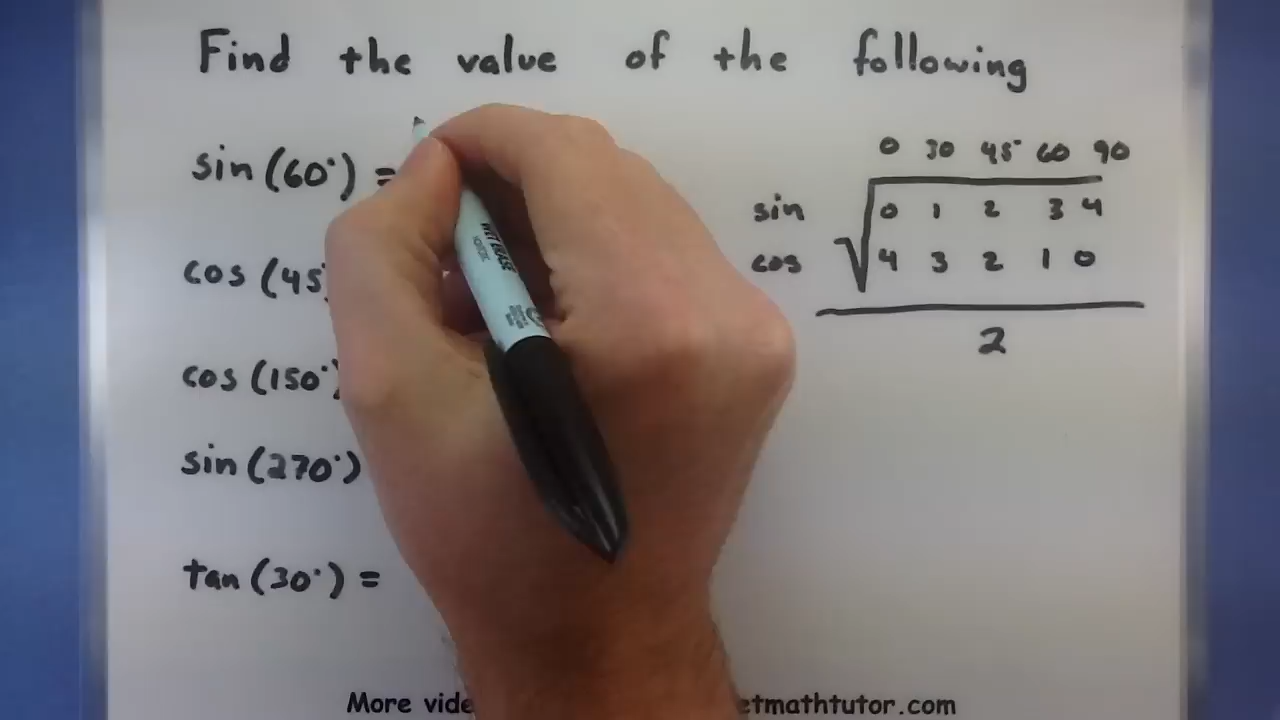 Find the value of the following
sin(60°) =
cos(45
cos(150°)
sin(270°)
tan(30°) =
0 30 45° 60 90
sin √ 0 1 2 3 4
cos 4 3 2 1 0
2
WET ERASE
More vide etmathtutor.com